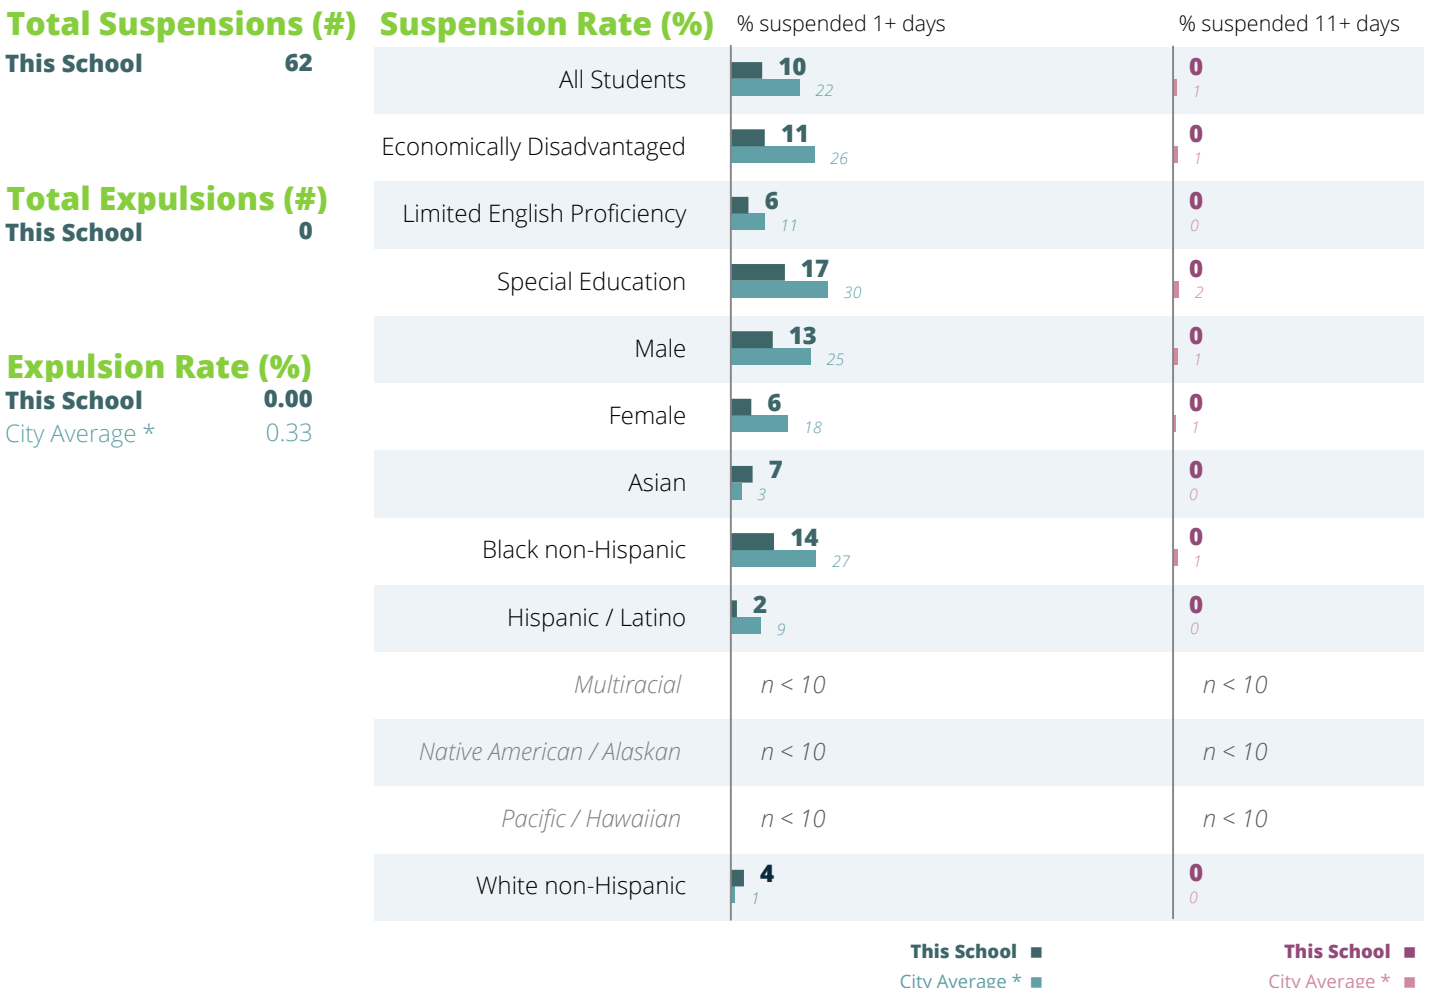 Total Suspensions (#)
This School 62
Total Expulsions (#)
This School 0
Expulsion Rate (%)
This School 0.00
City Average * 0.33
Suspension Rate (%) % suspended 1+ days % suspended 11+ days
All Students 10 0
22 1
Economically Disadvantaged 11 0
26 1
Limited English Proficiency 6 0
11 0
Special Education 17 0
30 2
Male 13 0
25 1
Female 6 0
18 1
Asian 7 0
3 0
Black non-Hispanic 14 0
27 1
Hispanic / Latino 2 0
9 0
Multiracial n < 10 n < 10
Native American / Alaskan n < 10 n < 10
Pacific / Hawaiian n < 10 n < 10
White non-Hispanic 4 0
1 0
This School This School
City Average * City Average *